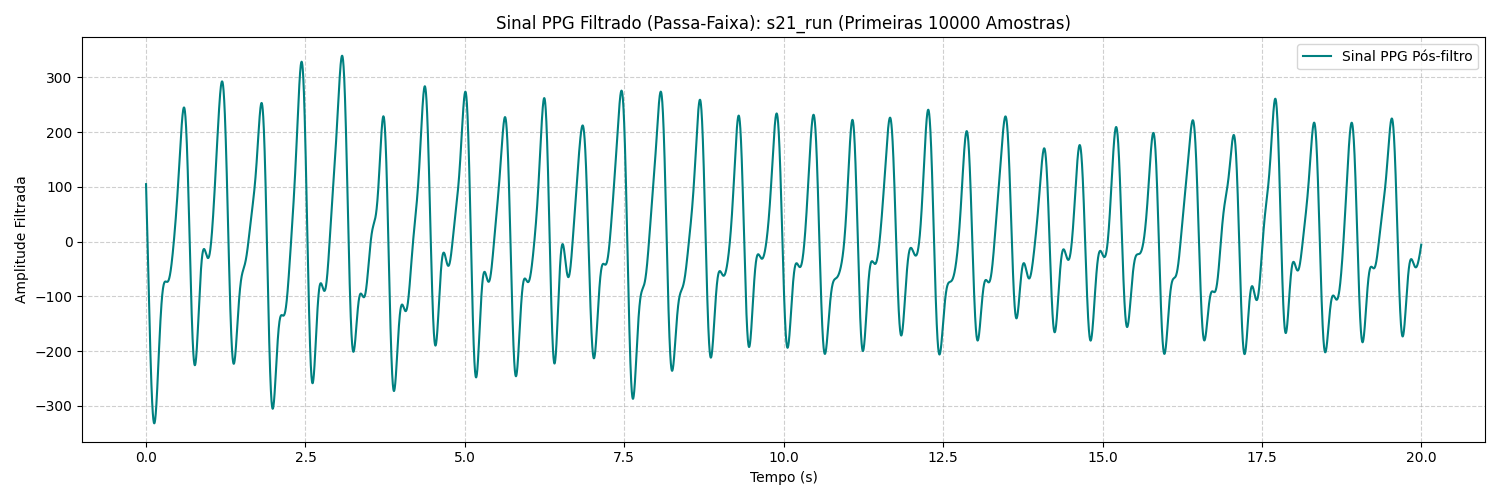 Sinal PPG Filtrado (Passa-Faixa): s21_run (Primeiras 10000 Amostras)
Sinal PPG Pós-filtro
Amplitude Filtrada
300
200
100
0
−100
−200
−300
0.0 2.5 5.0 7.5 10.0 12.5 15.0 17.5 20.0
Tempo (s)